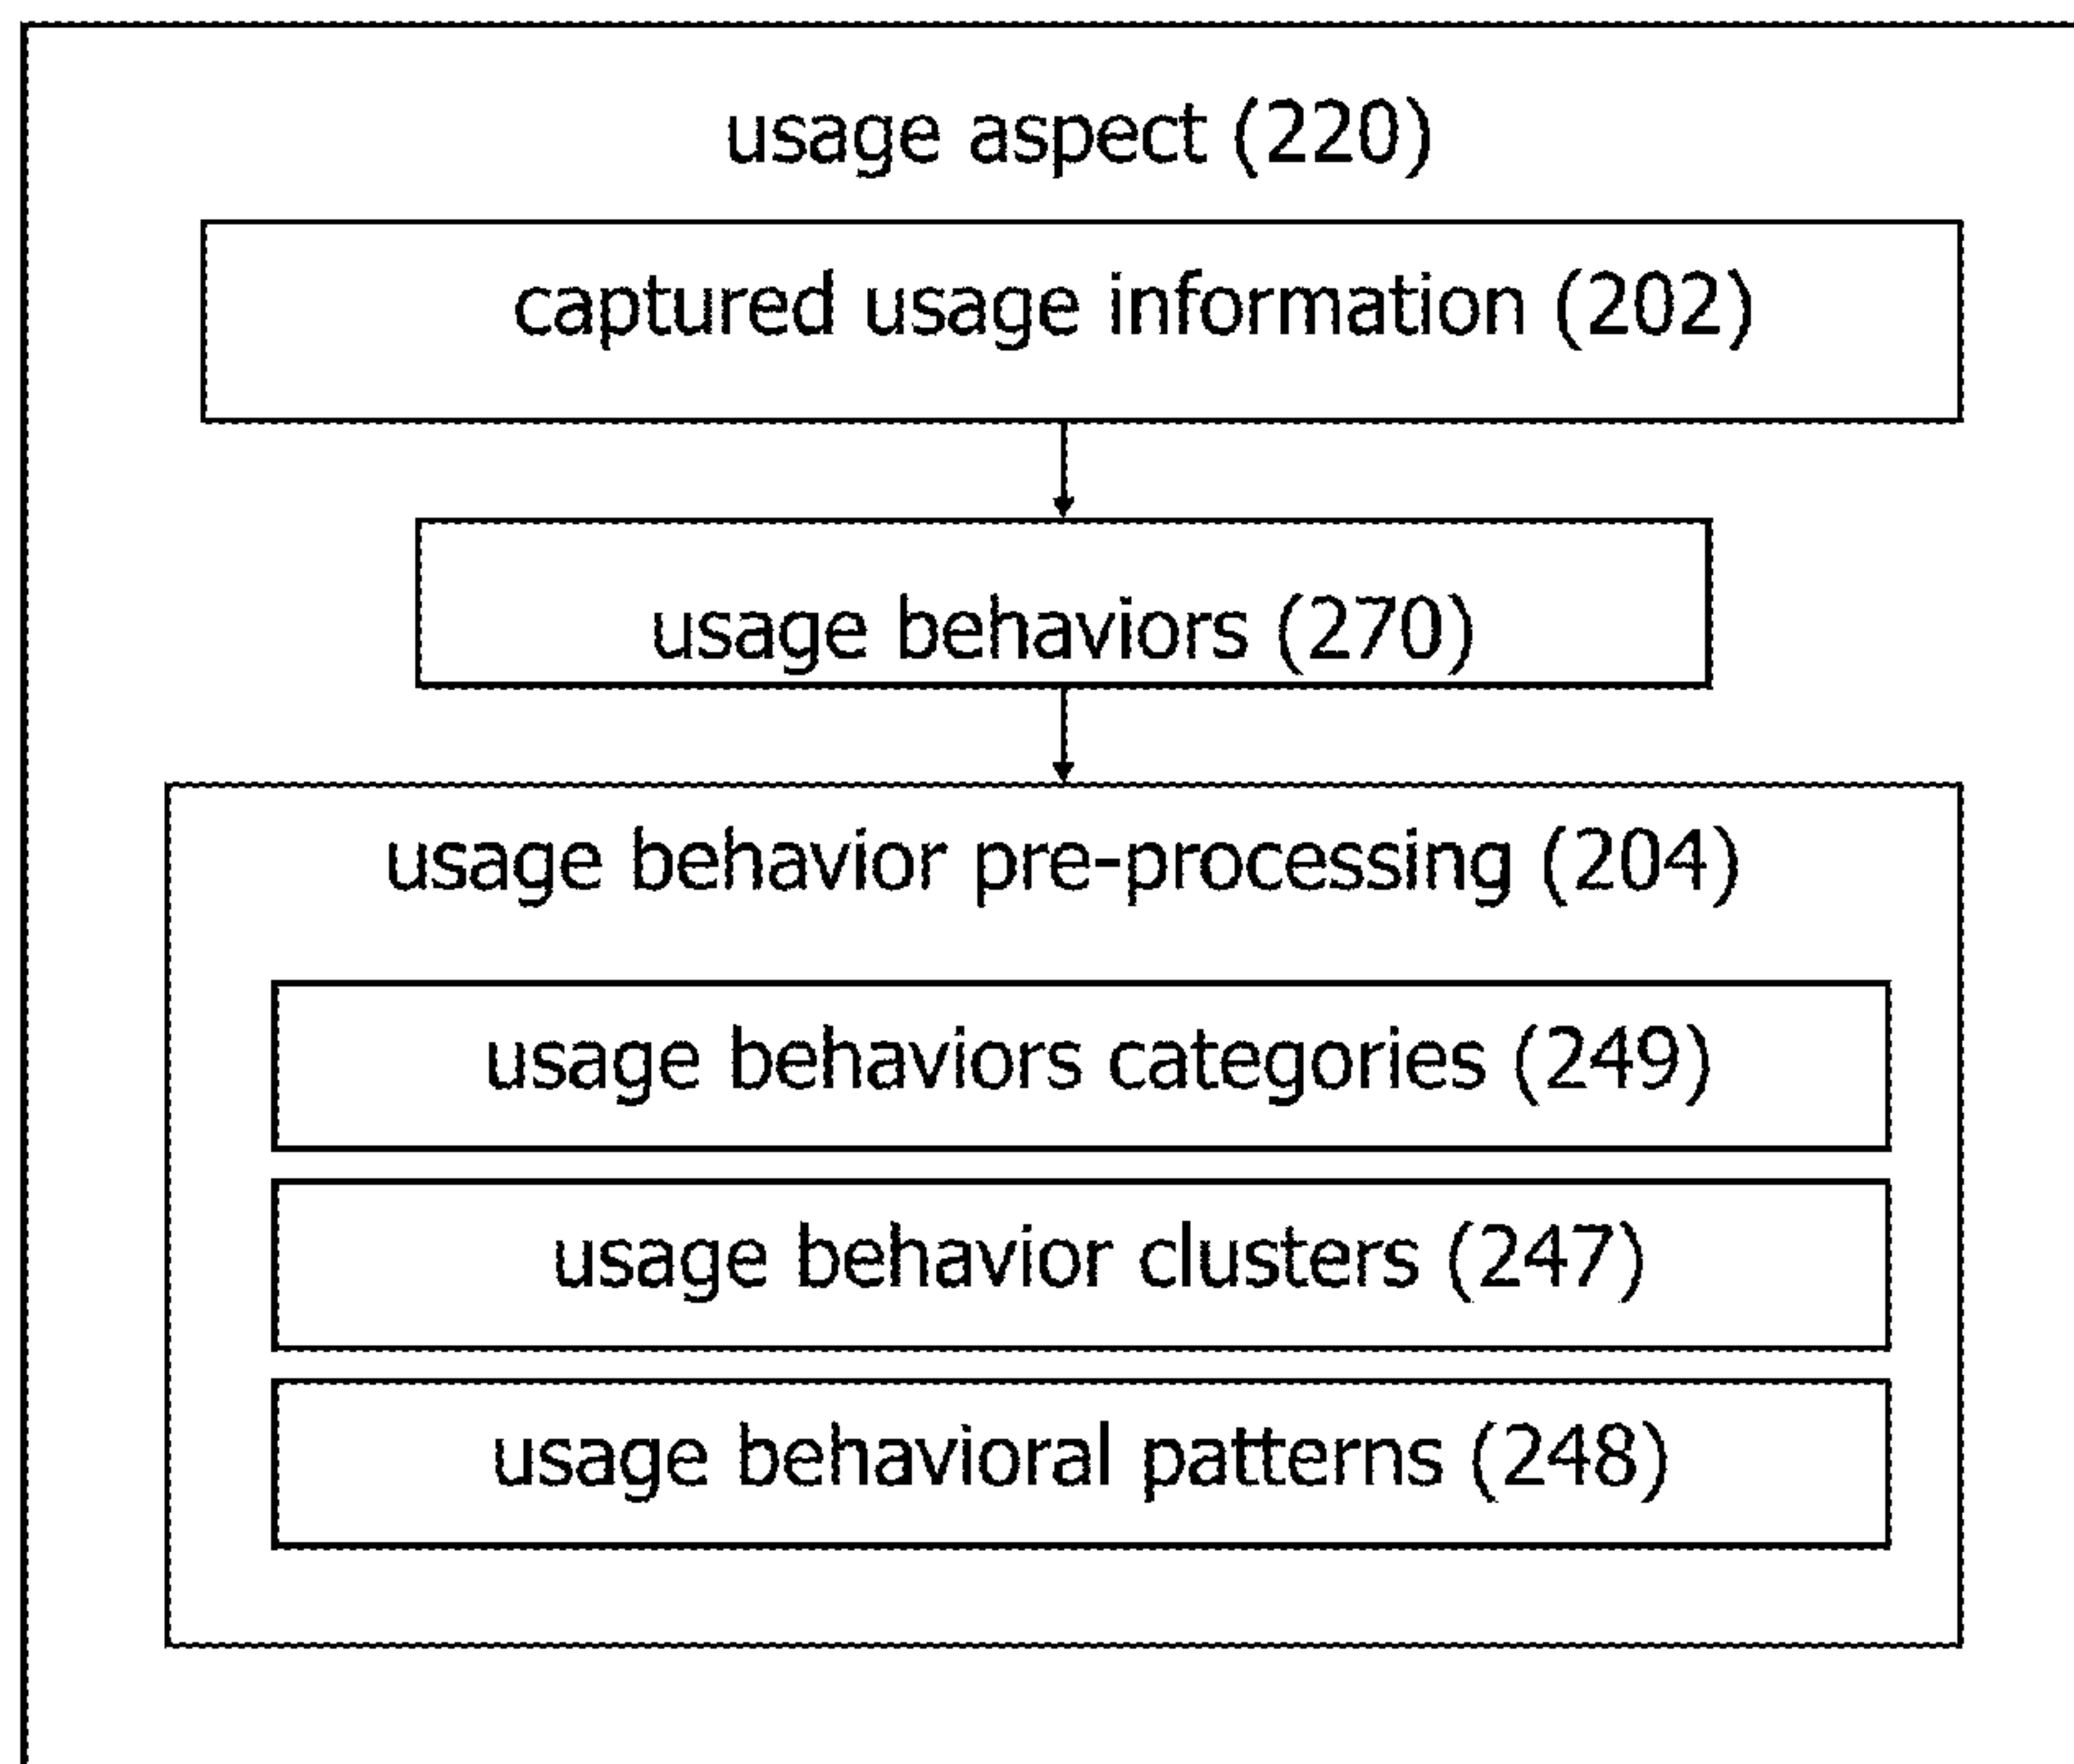 usage aspect (220)
captured usage information (202)
usage behaviors (270)
usage behavior pre-processing (204)
usage behaviors categories (249)
usage behavior clusters (247)
usage behavioral patterns (248)